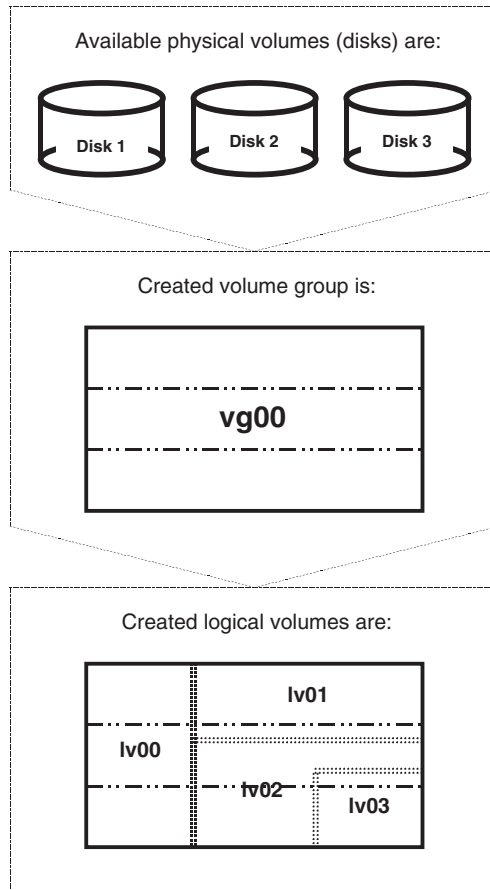 Available physical volumes (disks) are:
Disk 1
Disk 2
Disk 3
Created volume group is:
vg00
Created logical volumes are:
lv01
lv00
lv02
lv03